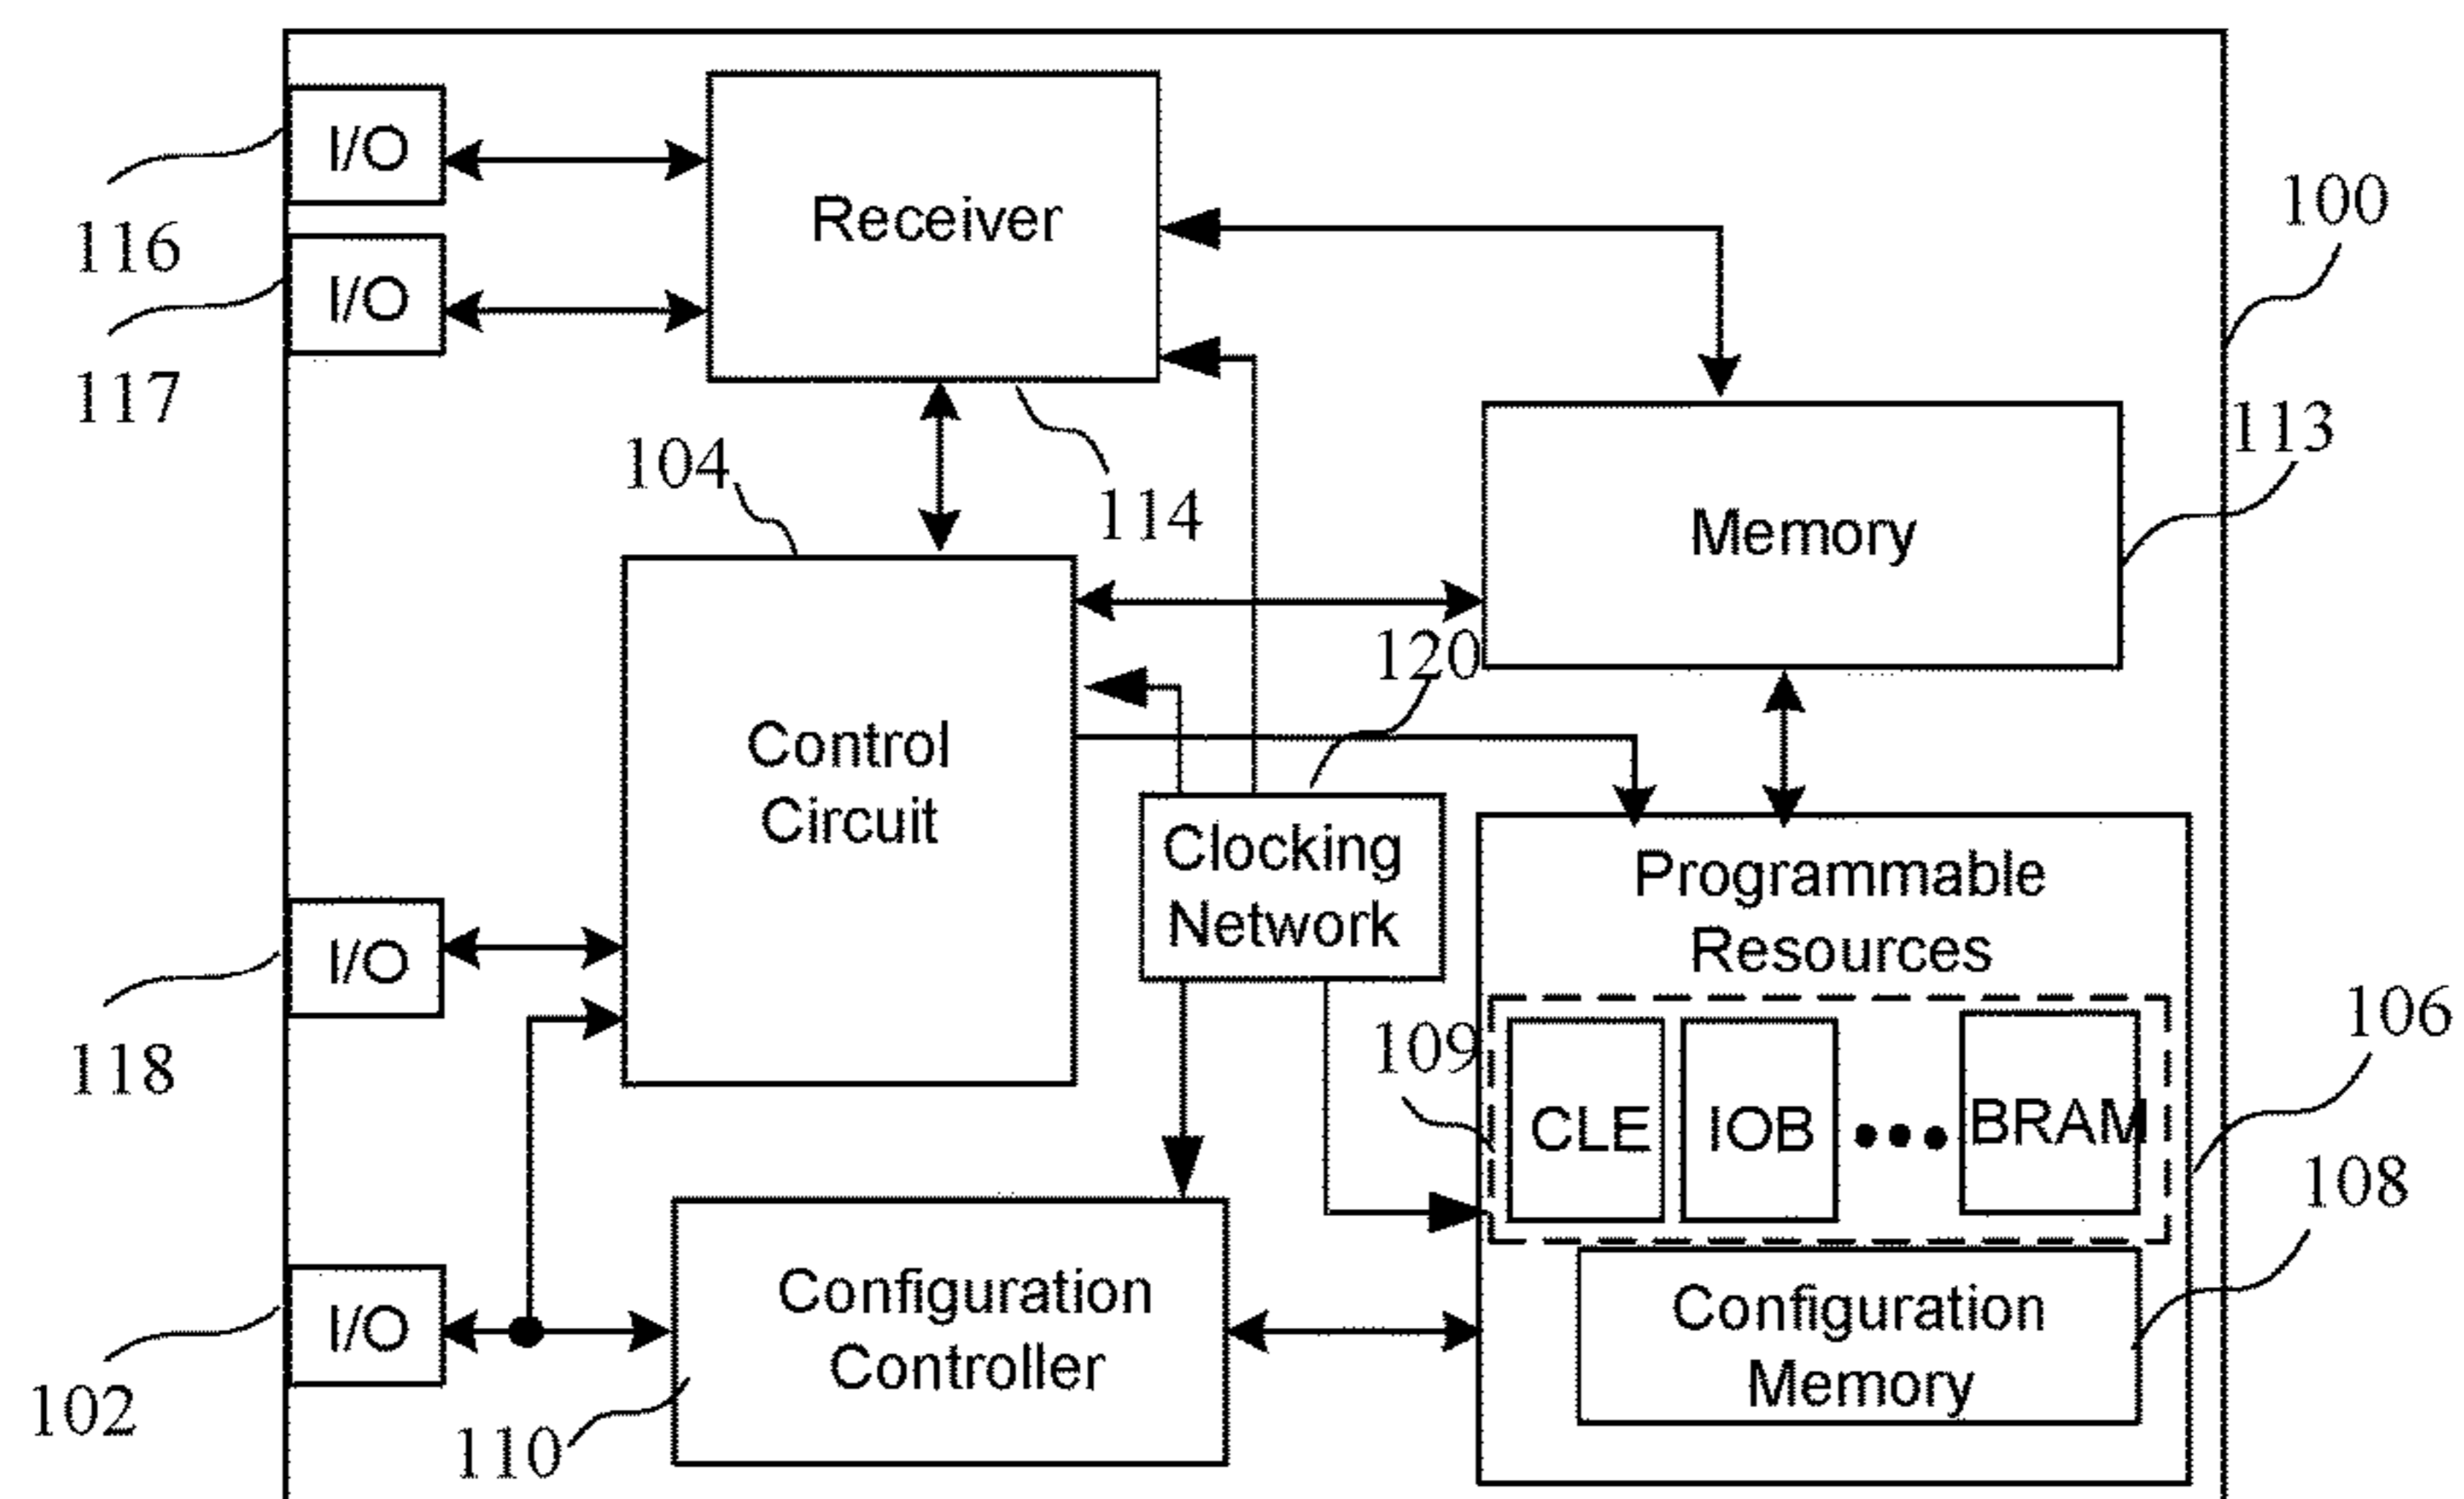 I/O
116
I/O
117
Receiver
114
100
113
Memory
104
Control
Circuit
120
Clocking
Network
Programmable
Resources
I/O
118
109
CLE
IOB
BRAM
106
108
Configuration
Memory
I/O
102
Configuration
Controller
110